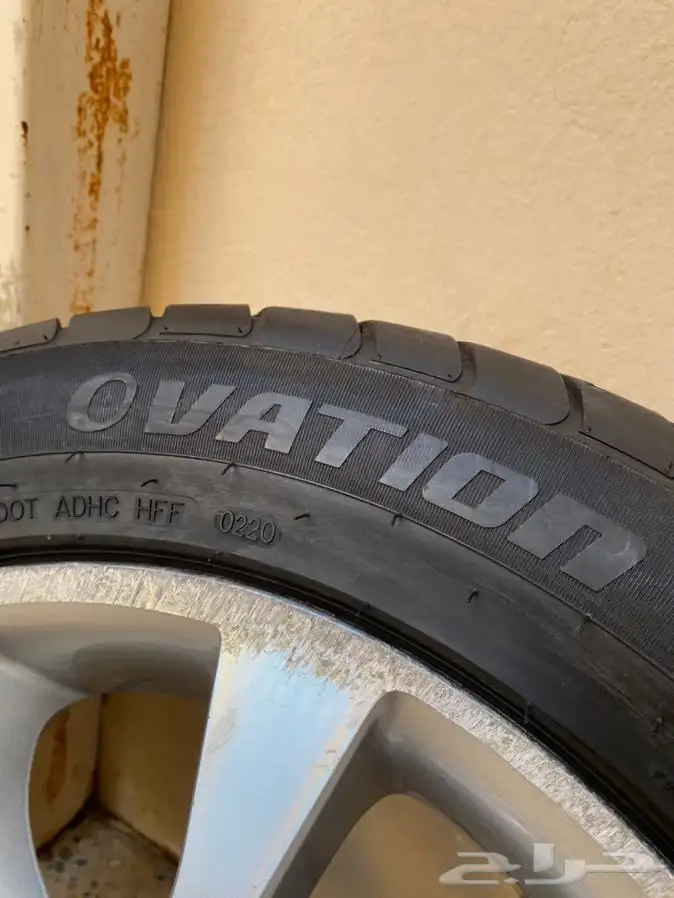 OVATION
DOT ADHC HFF 0220
حراج